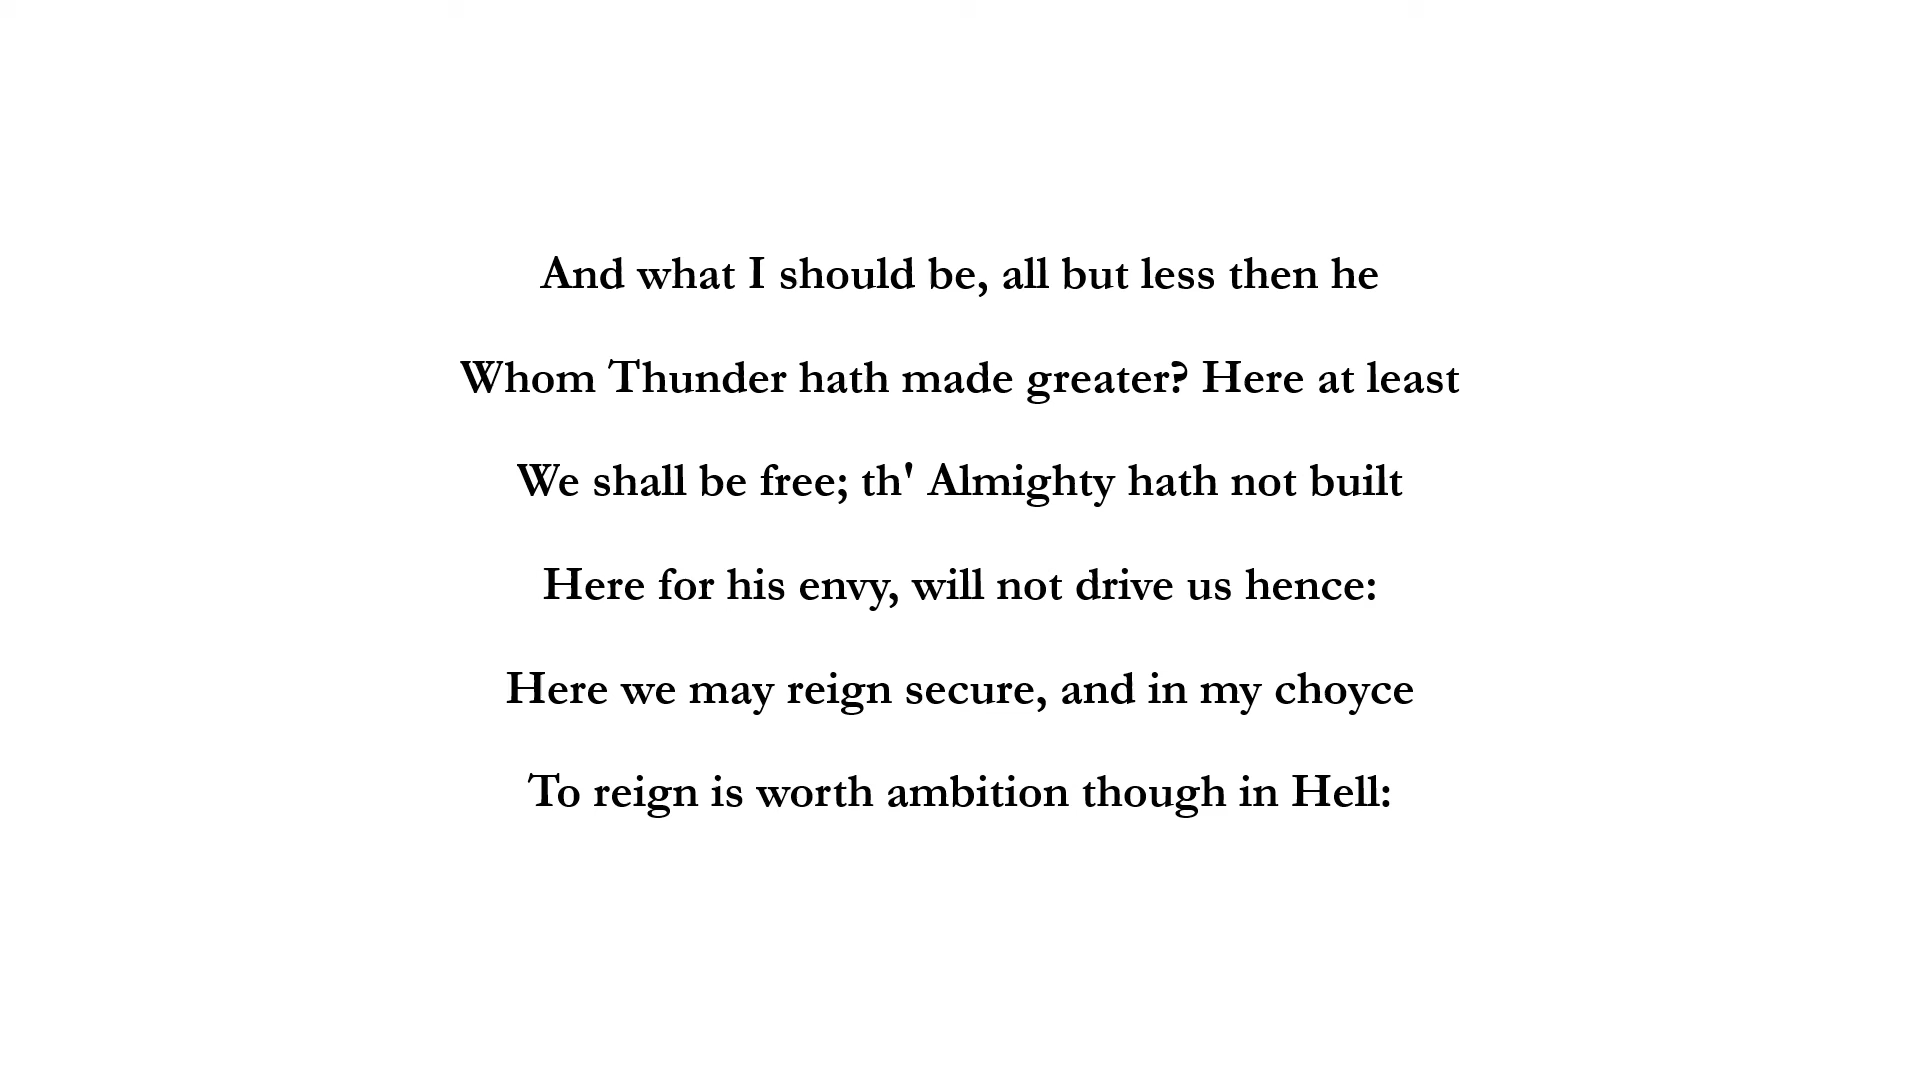 And what I should be, all but less then he
Whom Thunder hath made greater? Here at least
We shall be free; th' Almighty hath not built
Here for his envy, will not drive us hence:
Here we may reign secure, and in my choyce
To reign is worth ambition though in Hell: